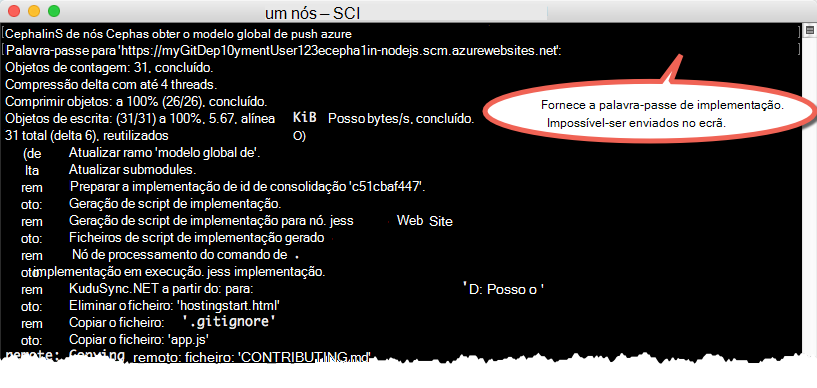 um nós – SCI
CephalinS de nós Cephas obter o modelo global de push azure
Palavra-passe para 'https://myGitDep10ymentUser123ecepha1in-nodejs.scm.azurewebsites.net':
Objetos de contagem: 31, concluído.
Compressão delta com até 4 threads.
Comprimir objetos: a 100% (26/26), concluído.
Objetos de escrita: (31/31) a 100%, 5.67, alínea KiB Posso bytes/s, concluído.
31 total (delta 6), reutilizados O)
Fornece a palavra-passe de implementação.
Impossível-ser enviados no ecrã.
(de Atualizar ramo 'modelo global de'.
lta Atualizar submodules.
rem Preparar a implementação de id de consolidação 'c51cbaf447'.
oto: Geração de script de implementação.
rem Geração de script de implementação para nó. jess Web Site
oto: Ficheiros de script de implementação gerado
rem Nó de processamento do comando de .
oto: implementação em execução. jess implementação.
rem KuduSync.NET a partir do: para: 'D: Posso o '
oto: Eliminar o ficheiro: 'hostingstart.html'
rem Copiar o ficheiro: '.gitignore'
oto: Copiar o ficheiro: 'app.js'
remote: Copying remoto: ficheiro: 'CONTRIBUTING.md'